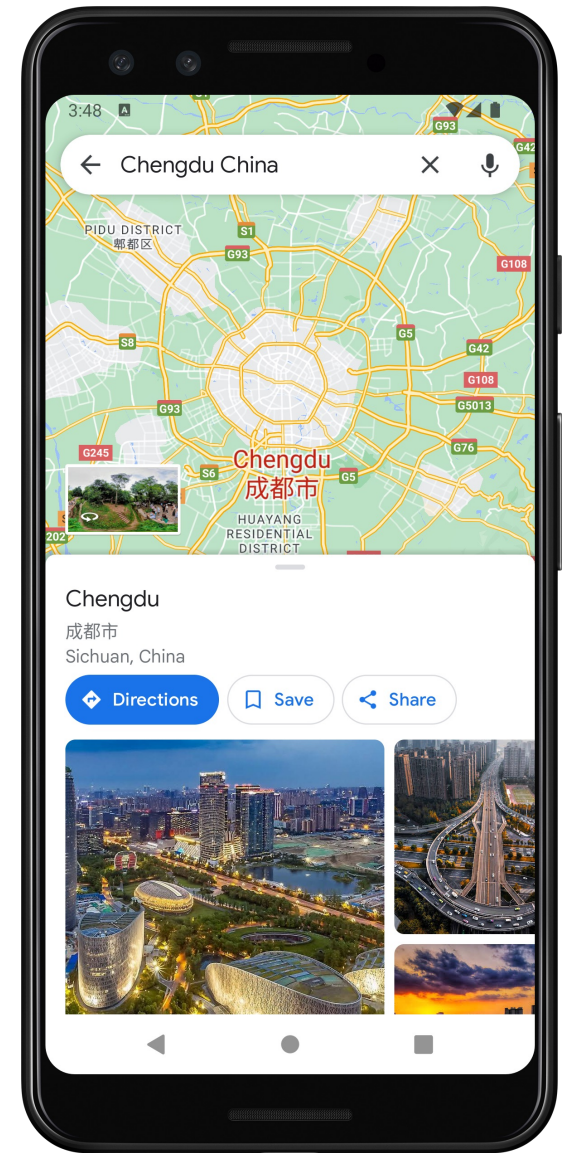 3:48 A
G93
G42
Chengdu China
PIDU DISTRICT
郫都区
S1
G93
G108
G5
S8
G42
G108
G5013
G93
G245
G76
Chengdu
成都市
S6
G5
HUAYANG
RESIDENTIAL
DISTRICT
202
Chengdu
成都市
Sichuan, China
Directions Save Share